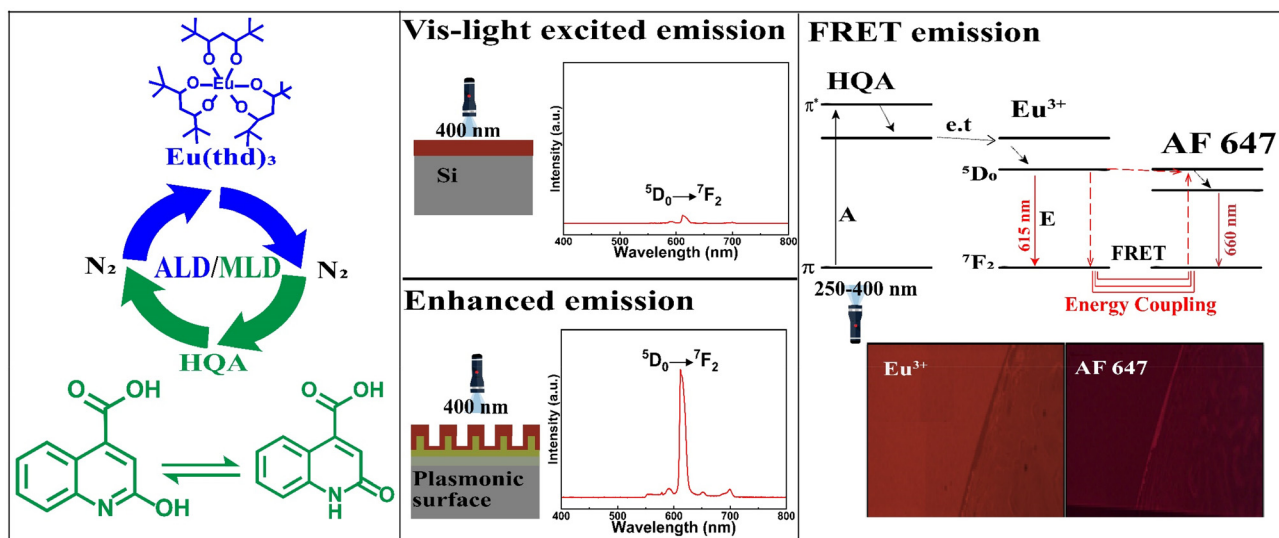 O
O
O
O
Eu
O
O
Eu(thd)₃
N₂
ALD/MLD
N₂
HQA
O
OH
N
OH
O
OH
N
H
O
Vis-light excited emission
400 nm
Si
Intensity (a.u.)
⁵D₀→⁷F₂
400
500
600
700
800
Wavelength (nm)
Enhanced emission
400 nm
Plasmonic
surface
Intensity (a.u.)
⁵D₀→⁷F₂
400
500
600
700
800
Wavelength (nm)
FRET emission
HQA
π*
Eu³⁺
e.t
AF 647
⁵D₀
A
615 nm
E
660 nm
FRET
π
⁷F₂
250-400 nm
Energy Coupling
Eu³⁺
AF 647